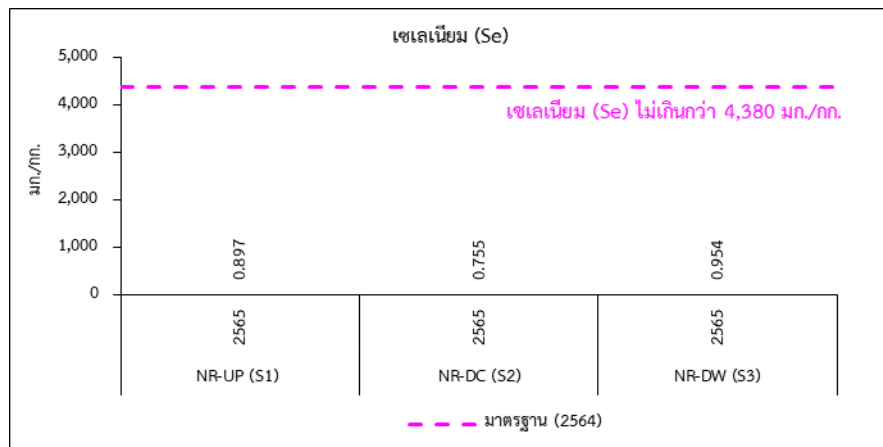 เซเลเนียม (Se)
5,000
4,000
3,000
2,000
1,000
0
มก./กก.
เซเลเนียม (Se) ไม่เกินกว่า 4,380 มก./กก.
0.897
0.755
0.954
2565
2565
2565
NR-UP (S1)
NR-DC (S2)
NR-DW (S3)
มาตรฐาน (2564)